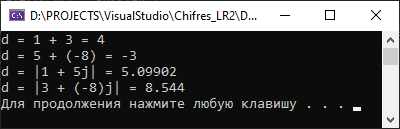 D:\PROJECTS\VisualStudio\Chifres_LR2\D...
d = 1 + 3 = 4
d = 5 + (-8) = -3
d = |1 + 5j| = 5.09902
d = |3 + (-8)j| = 8.544
Для продолжения нажмите любую клавишу . . .